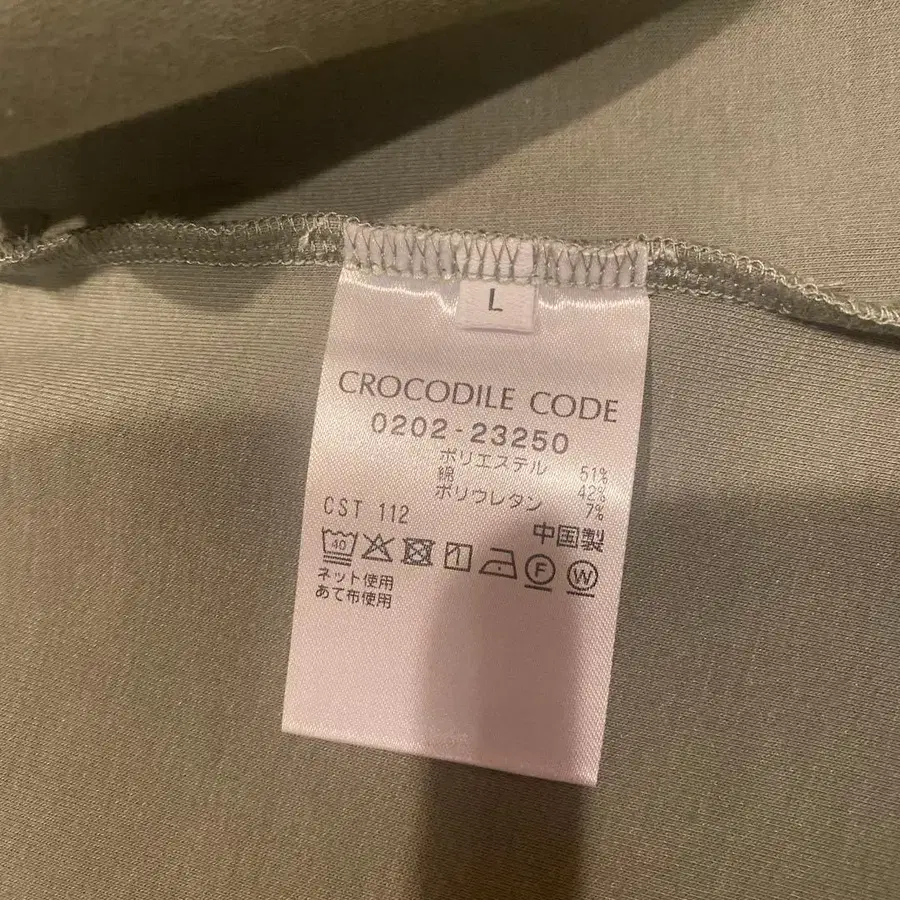 L
CROCODILE CODE
0202-23250
ポリエステル 51%
綿 42%
ポリウレタン 7%
CST 112
中国製
40 F W
ネット使用
あて布使用